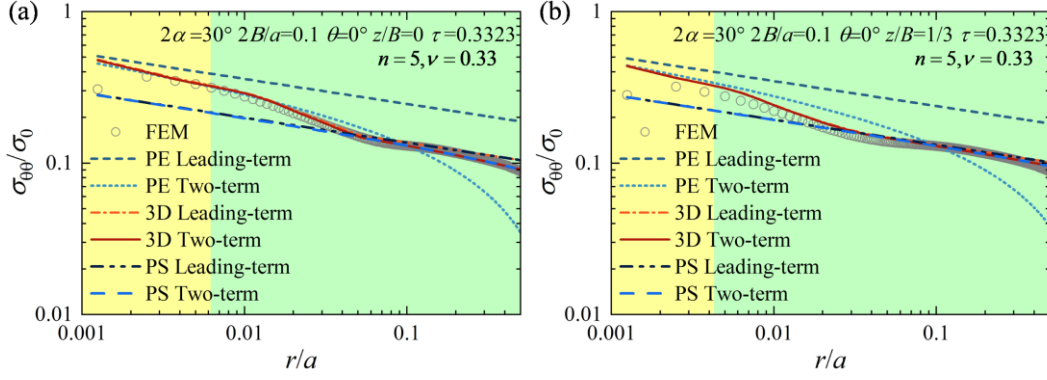 (a)
1
2α = 30° 2B/a=0.1 θ=0° z/B=0 τ=0.3323
n = 5, ν = 0.33
σθθ/σ0
0.1
0.01
FEM
PE Leading-term
PE Two-term
3D Leading-term
3D Two-term
PS Leading-term
PS Two-term
0.001 0.01 0.1
r/a
(b)
1
2α = 30° 2B/a=0.1 θ=0° z/B=1/3 τ=0.3323
n = 5, ν = 0.33
σθθ/σ0
0.1
0.01
FEM
PE Leading-term
PE Two-term
3D Leading-term
3D Two-term
PS Leading-term
PS Two-term
0.001 0.01 0.1
r/a